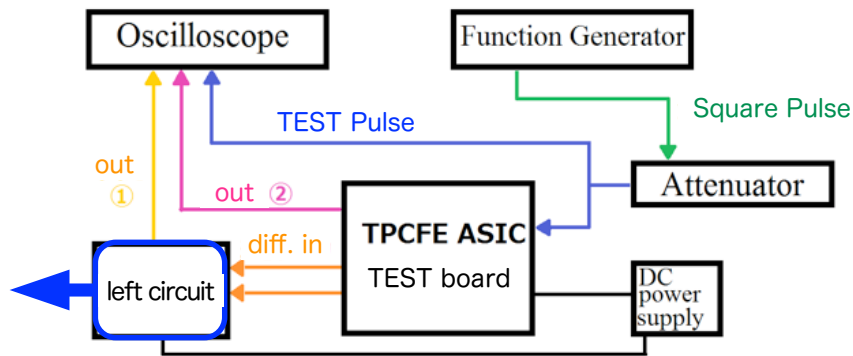 Oscilloscope
Function Generator
Square Pulse
TEST Pulse
out
①
out ②
Attenuator
diff. in
TPCFE ASIC
TEST board
left circuit
DC
power
supply